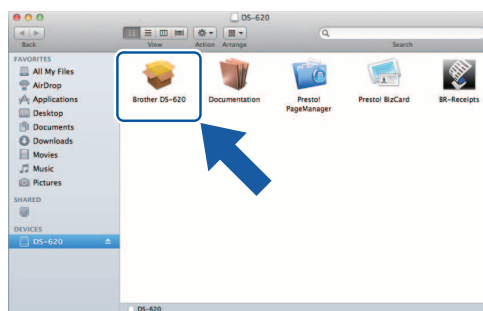 DS-620
Back
View
Action
Arrange
Search
FAVORITES
All My Files
AirDrop
Applications
Desktop
Documents
Downloads
Movies
Music
Pictures
SHARED
DEVICES
DS-620
Brother DS-620
Documentation
Presto!
PageManager
Presto! BizCard
BR-Receipts
DS-620